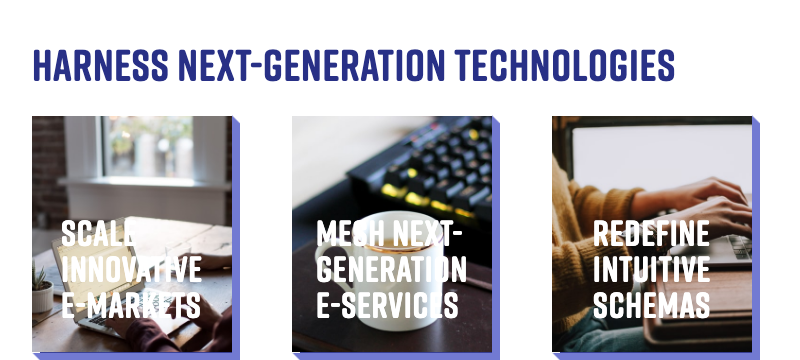 HARNESS NEXT-GENERATION TECHNOLOGIES
SCALE
INNOVATIVE
E-MARKETS
MESH NEXT-
GENERATION
E-SERVICES
REDEFINE
INTUITIVE
SCHEMAS